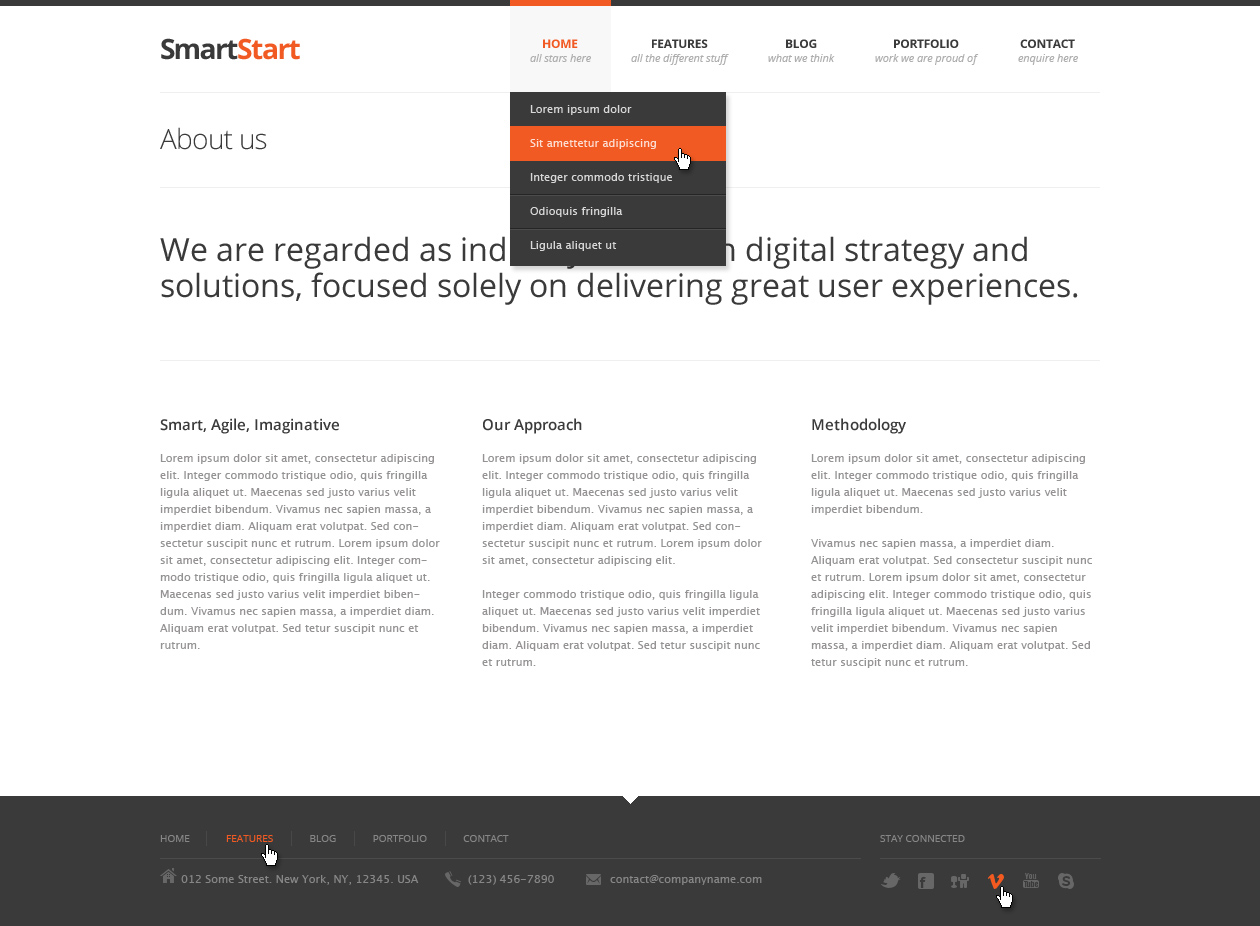 SmartStart
HOME
all stars here
FEATURES
all the different stuff
BLOG
what we think
PORTFOLIO
work we are proud of
CONTACT
enquire here
Lorem ipsum dolor
Sit amettetur adipiscing
Integer commodo tristique
Odioquis fringilla
Ligula aliquet ut
About us
We are regarded as digital strategy and
solutions, focused solely on delivering great user experiences.
Smart, Agile, Imaginative
Lorem ipsum dolor sit amet, consectetur adipiscing
elit. Integer commodo tristique odio, quis fringilla
ligula aliquet ut. Maecenas sed justo varius velit
imperdiet bibendum. Vivamus nec sapien massa, a
imperdiet diam. Aliquam erat volutpat. Sed con-
sectetur suscipit nunc et rutrum. Lorem ipsum dolor
sit amet, consectetur adipiscing elit. Integer com-
modo tristique odio, quis fringilla ligula aliquet ut.
Maecenas sed justo varius velit imperdiet biben-
dum. Vivamus nec sapien massa, a imperdiet diam.
Aliquam erat volutpat. Sed tetur suscipit nunc et
rutrum.
Our Approach
Lorem ipsum dolor sit amet, consectetur adipiscing
elit. Integer commodo tristique odio, quis fringilla
ligula aliquet ut. Maecenas sed justo varius velit
imperdiet bibendum. Vivamus nec sapien massa, a
imperdiet diam. Aliquam erat volutpat. Sed con-
sectetur suscipit nunc et rutrum. Lorem ipsum dolor
sit amet, consectetur adipiscing elit.
Integer commodo tristique odio, quis fringilla ligula
aliquet ut. Maecenas sed justo varius velit imperdiet
bibendum. Vivamus nec sapien massa, a imperdiet
diam. Aliquam erat volutpat. Sed tetur suscipit nunc
et rutrum.
Methodology
Lorem ipsum dolor sit amet, consectetur adipiscing
elit. Integer commodo tristique odio, quis fringilla
ligula aliquet ut. Maecenas sed justo varius velit
imperdiet bibendum.
Vivamus nec sapien massa, a imperdiet diam.
Aliquam erat volutpat. Sed consectetur suscipit nunc
et rutrum. Lorem ipsum dolor sit amet, consectetur
adipiscing elit. Integer commodo tristique odio, quis
fringilla ligula aliquet ut. Maecenas sed justo varius
velit imperdiet bibendum. Vivamus nec sapien
massa, a imperdiet diam. Aliquam erat volutpat. Sed
tetur suscipit nunc et rutrum.
HOME
FEATURES
BLOG
PORTFOLIO
CONTACT
STAY CONNECTED
012 Some Street. New York, NY, 12345. USA
(123) 456-7890
contact@companyname.com
You
Tube